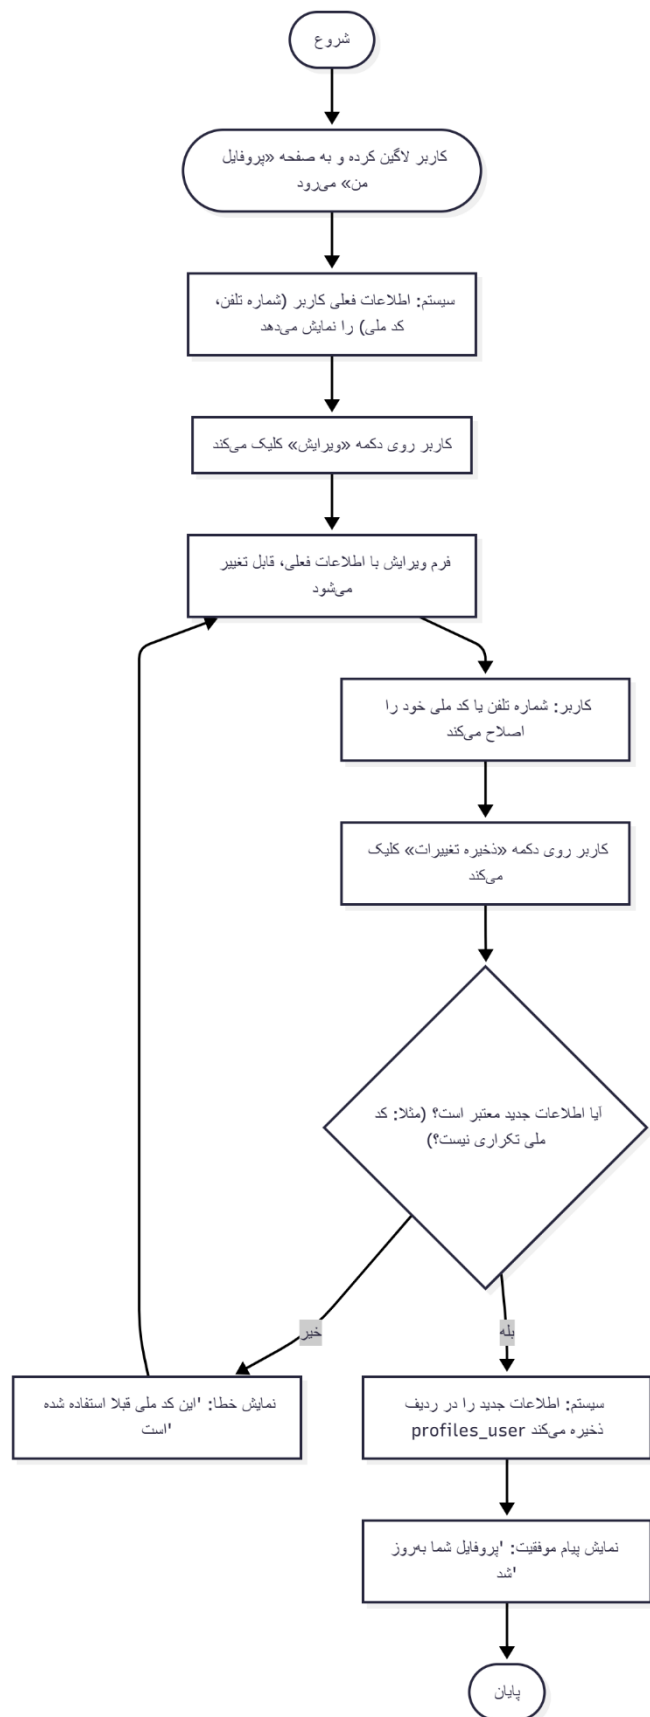 شروع
کاربر لاگین کرده و به صفحه «پروفایل
من» می‌رود
سیستم: اطلاعات فعلی کاربر (شماره تلفن،
کد ملی) را نمایش می‌دهد
کاربر روی دکمه «ویرایش» کلیک می‌کند
فرم ویرایش با اطلاعات فعلی، قابل تغییر
می‌شود
کاربر: شماره تلفن یا کد ملی خود را
اصلاح می‌کند
کاربر روی دکمه «ذخیره تغییرات» کلیک
می‌کند
آیا اطلاعات جدید معتبر است؟ (مثلا: کد
ملی تکراری نیست؟)
خیر
بله
نمایش خطا: 'این کد ملی قبلا استفاده شده
است'
سیستم: اطلاعات جدید را در ردیف
profiles_user ذخیره می‌کند
نمایش پیام موفقیت: 'پروفایل شما به‌روز
شد'
پایان